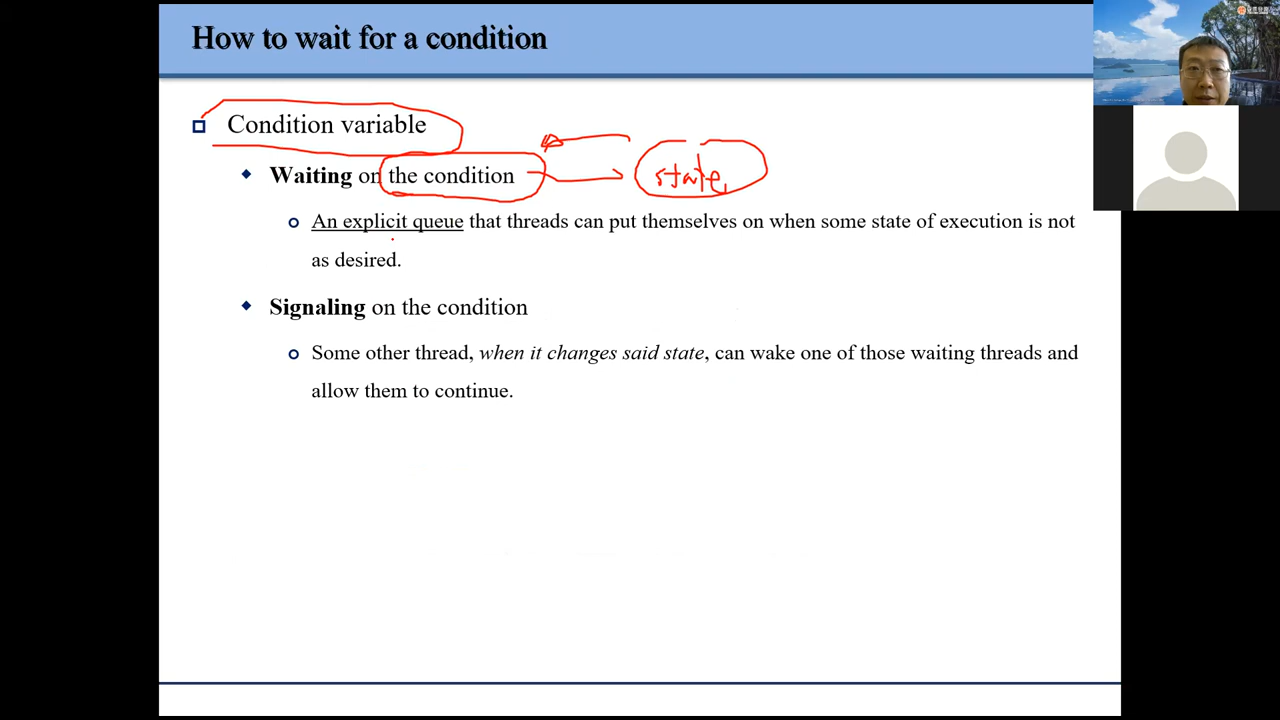 How to wait for a condition
Condition variable
Waiting on the condition
state
An explicit queue that threads can put themselves on when some state of execution is not
as desired.
Signaling on the condition
Some other thread, when it changes said state, can wake one of those waiting threads and
allow them to continue.